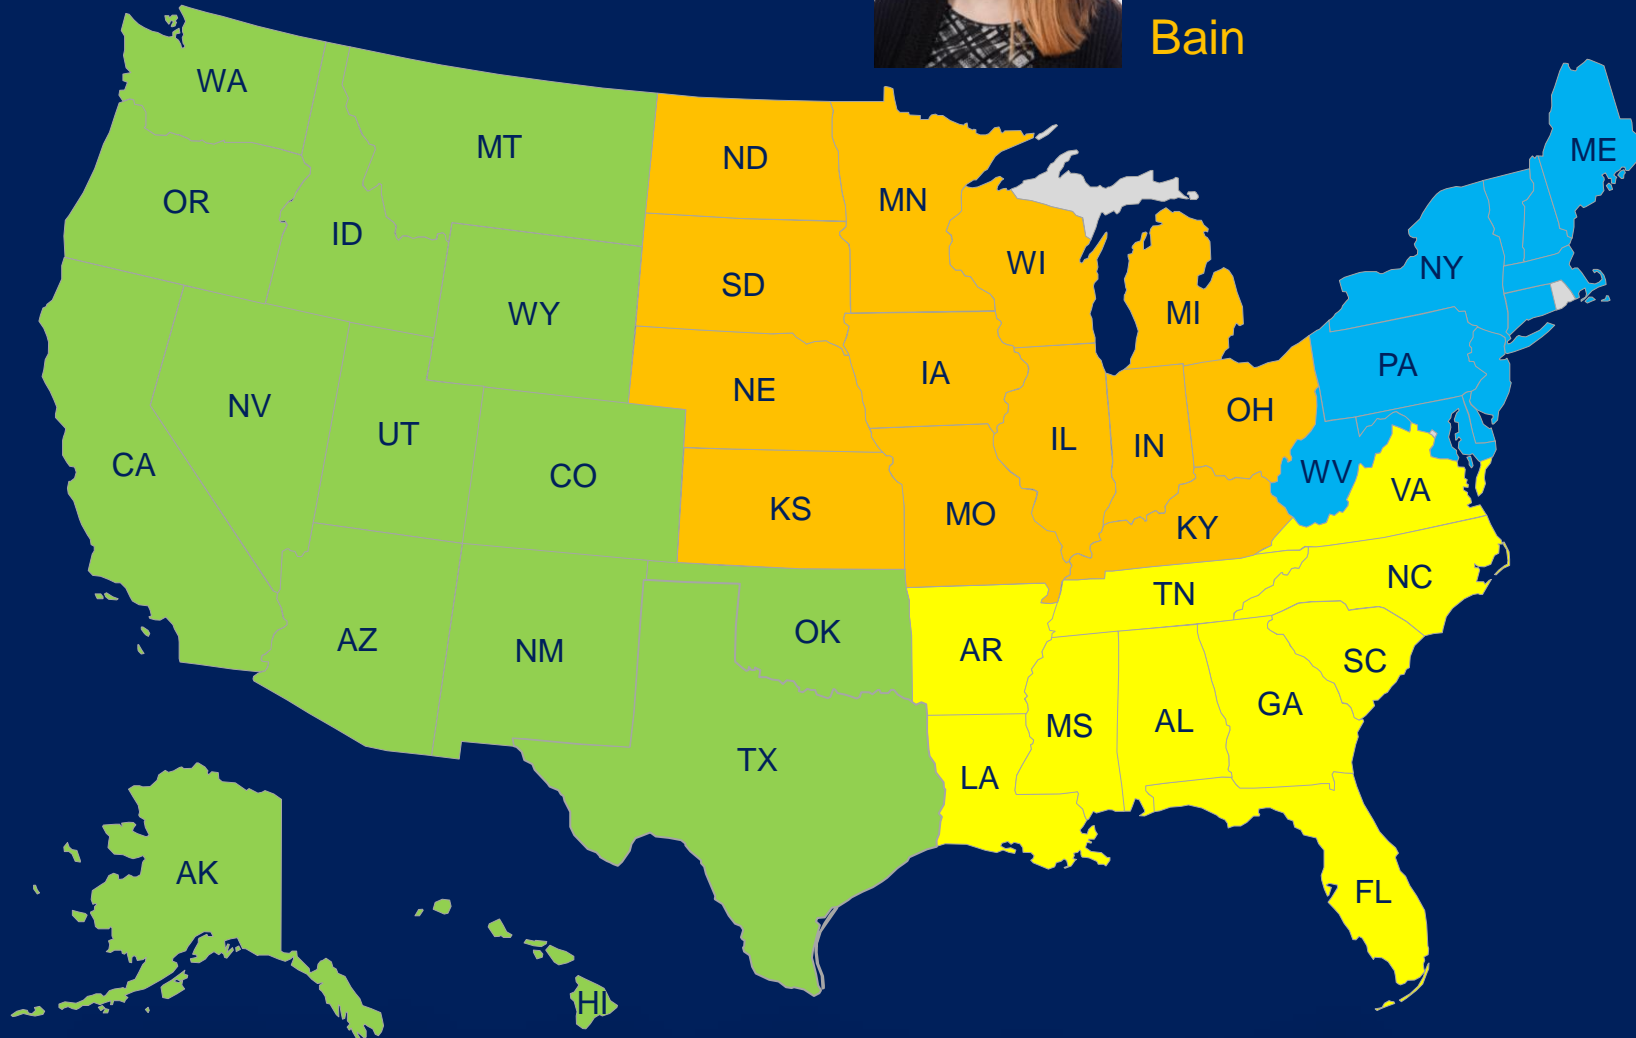 Bain
WA
MT
ND
MN
ME
OR
ID
WI
NY
SD
WY
MI
PA
IA
NE
NV
OH
UT
IL
IN
CA
CO
WV
VA
KS
MO
KY
NC
TN
OK
AZ
NM
AR
SC
GA
MS
AL
TX
LA
AK
FL
HI